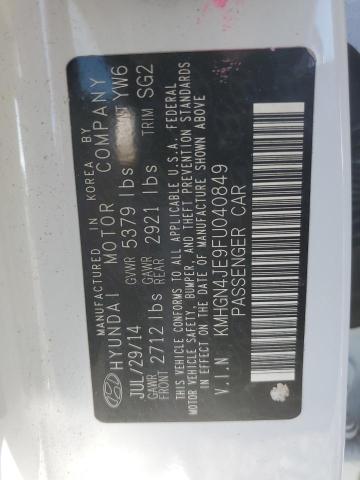 MANUFACTURED IN KOREA BY
HYUNDAI MOTOR COMPANY
JUL/29/14 GVWR 5379 lbs YW6
GAWR FRONT 2712 lbs GAWR REAR 2921 lbs TRIM SG2
THIS VEHICLE CONFORMS TO ALL APPLICABLE U.S.A. FEDERAL
MOTOR VEHICLE SAFETY, BUMPER, AND THEFT PREVENTION STANDARDS
IN EFFECT ON THE DATE OF MANUFACTURE SHOWN ABOVE
V.I.N KMHGN4JE9FU040849
PASSENGER CAR